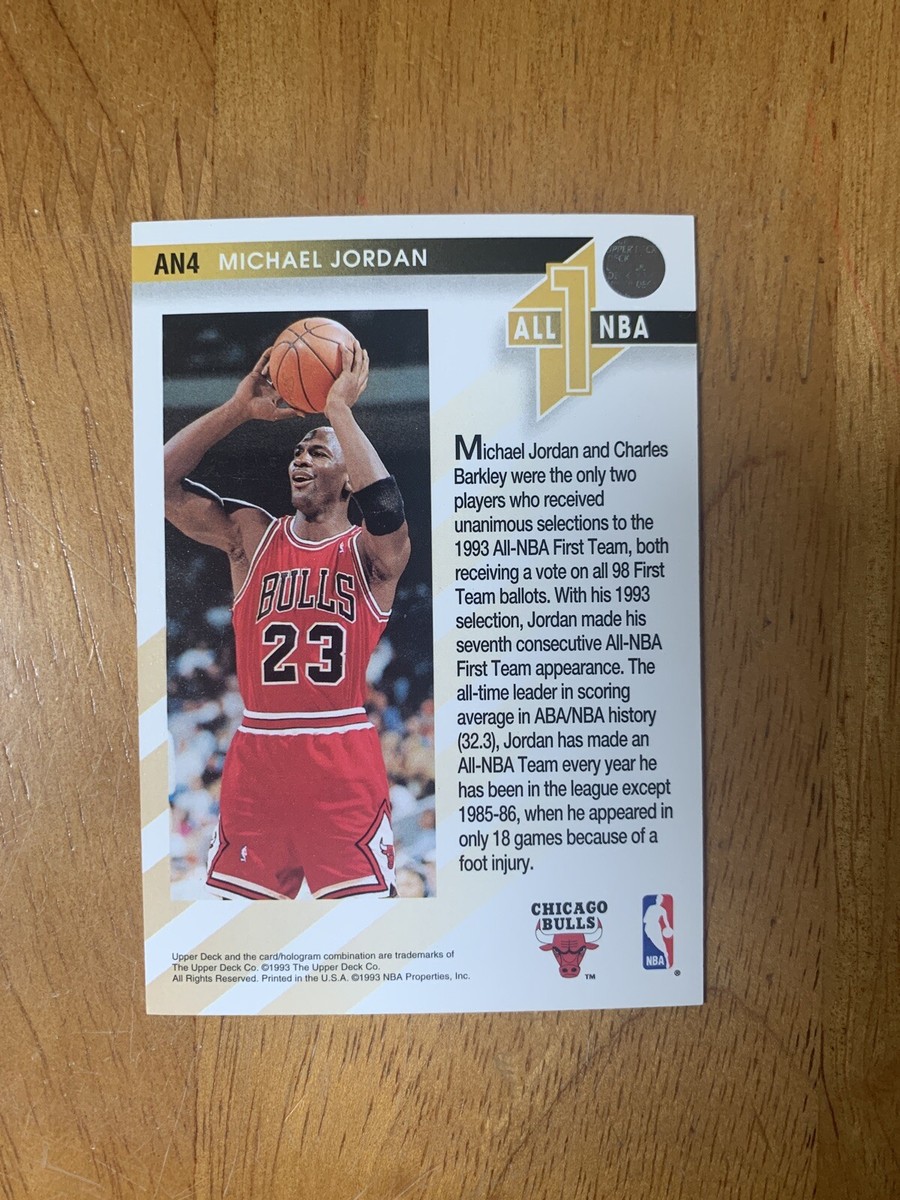 AN4 MICHAEL JORDAN
ALL 1 NBA
Michael Jordan and Charles
Barkley were the only two
players who received
unanimous selections to the
1993 All-NBA First Team, both
receiving a vote on all 98 First
Team ballots. With his 1993
selection, Jordan made his
seventh consecutive All-NBA
First Team appearance. The
all-time leader in scoring
average in ABA/NBA history
(32.3), Jordan has made an
All-NBA Team every year he
has been in the league except
1985-86, when he appeared in
only 18 games because of a
foot injury.
BULLS
23
CHICAGO
BULLS
TM
NBA
®
Upper Deck and the card/hologram combination are trademarks of
The Upper Deck Co. ©1993 The Upper Deck Co.
All Rights Reserved. Printed in the U.S.A. ©1993 NBA Properties, Inc.